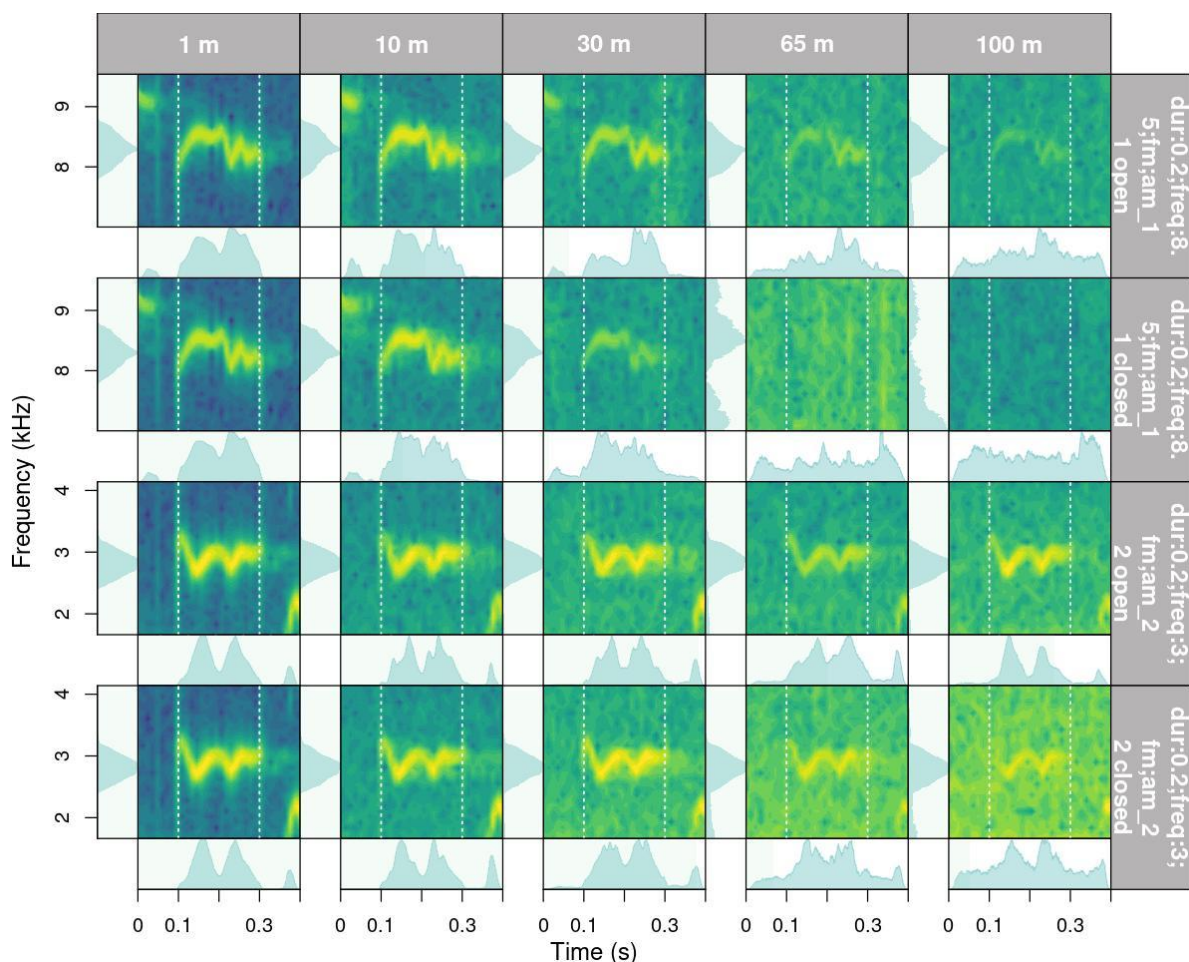 1 m
10 m
30 m
65 m
100 m
dur:0.2;freq:8.
5;fm;am_1
1 open
dur:0.2;freq:8.
5;fm;am_1
1 closed
dur:0.2;freq:3;
fm;am_2
2 open
dur:0.2;freq:3;
fm;am_2
2 closed
Frequency (kHz)
9
8
9
8
4
3
2
4
3
2
0 0.1 0.3 0 0.1 0.3 0 0.1 0.3 0 0.1 0.3 0 0.1 0.3
Time (s)